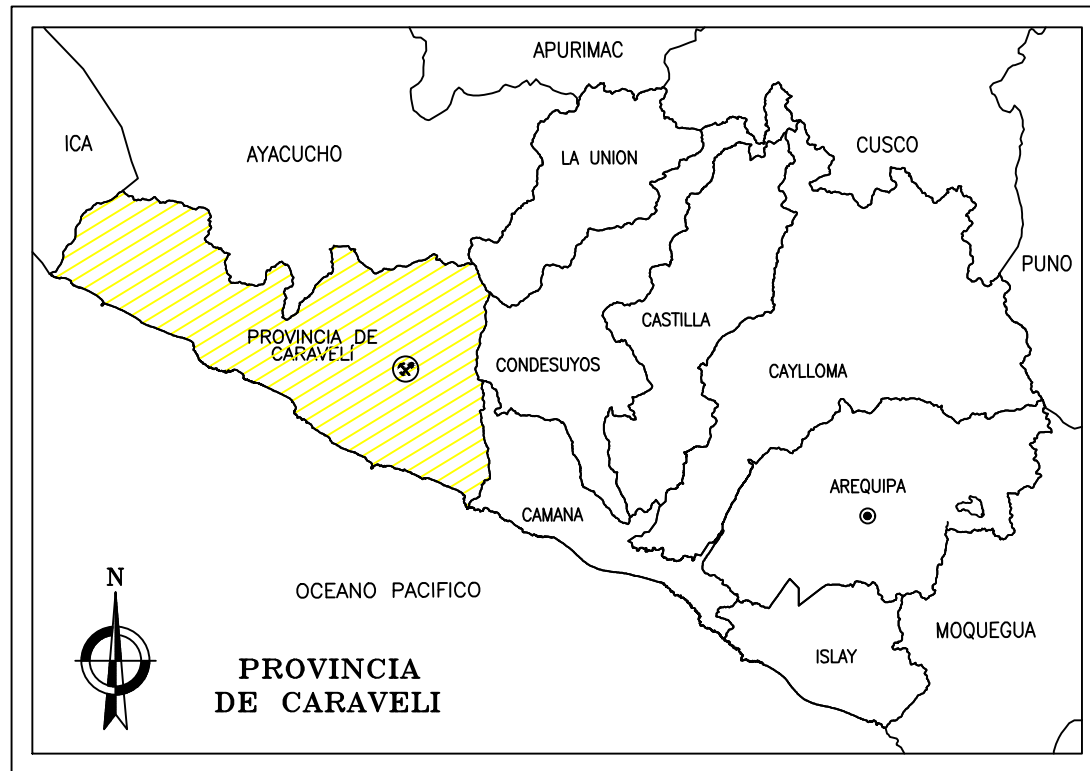 APURIMAC
ICA
AYACUCHO
LA UNION
CUSCO
PUNO
PROVINCIA DE
CARAVELÍ
CASTILLA
CONDESUYOS
CAYLLOMA
AREQUIPA
CAMANA
OCEANO PACIFICO
N
MOQUEGUA
ISLAY
PROVINCIA
DE CARAVELI